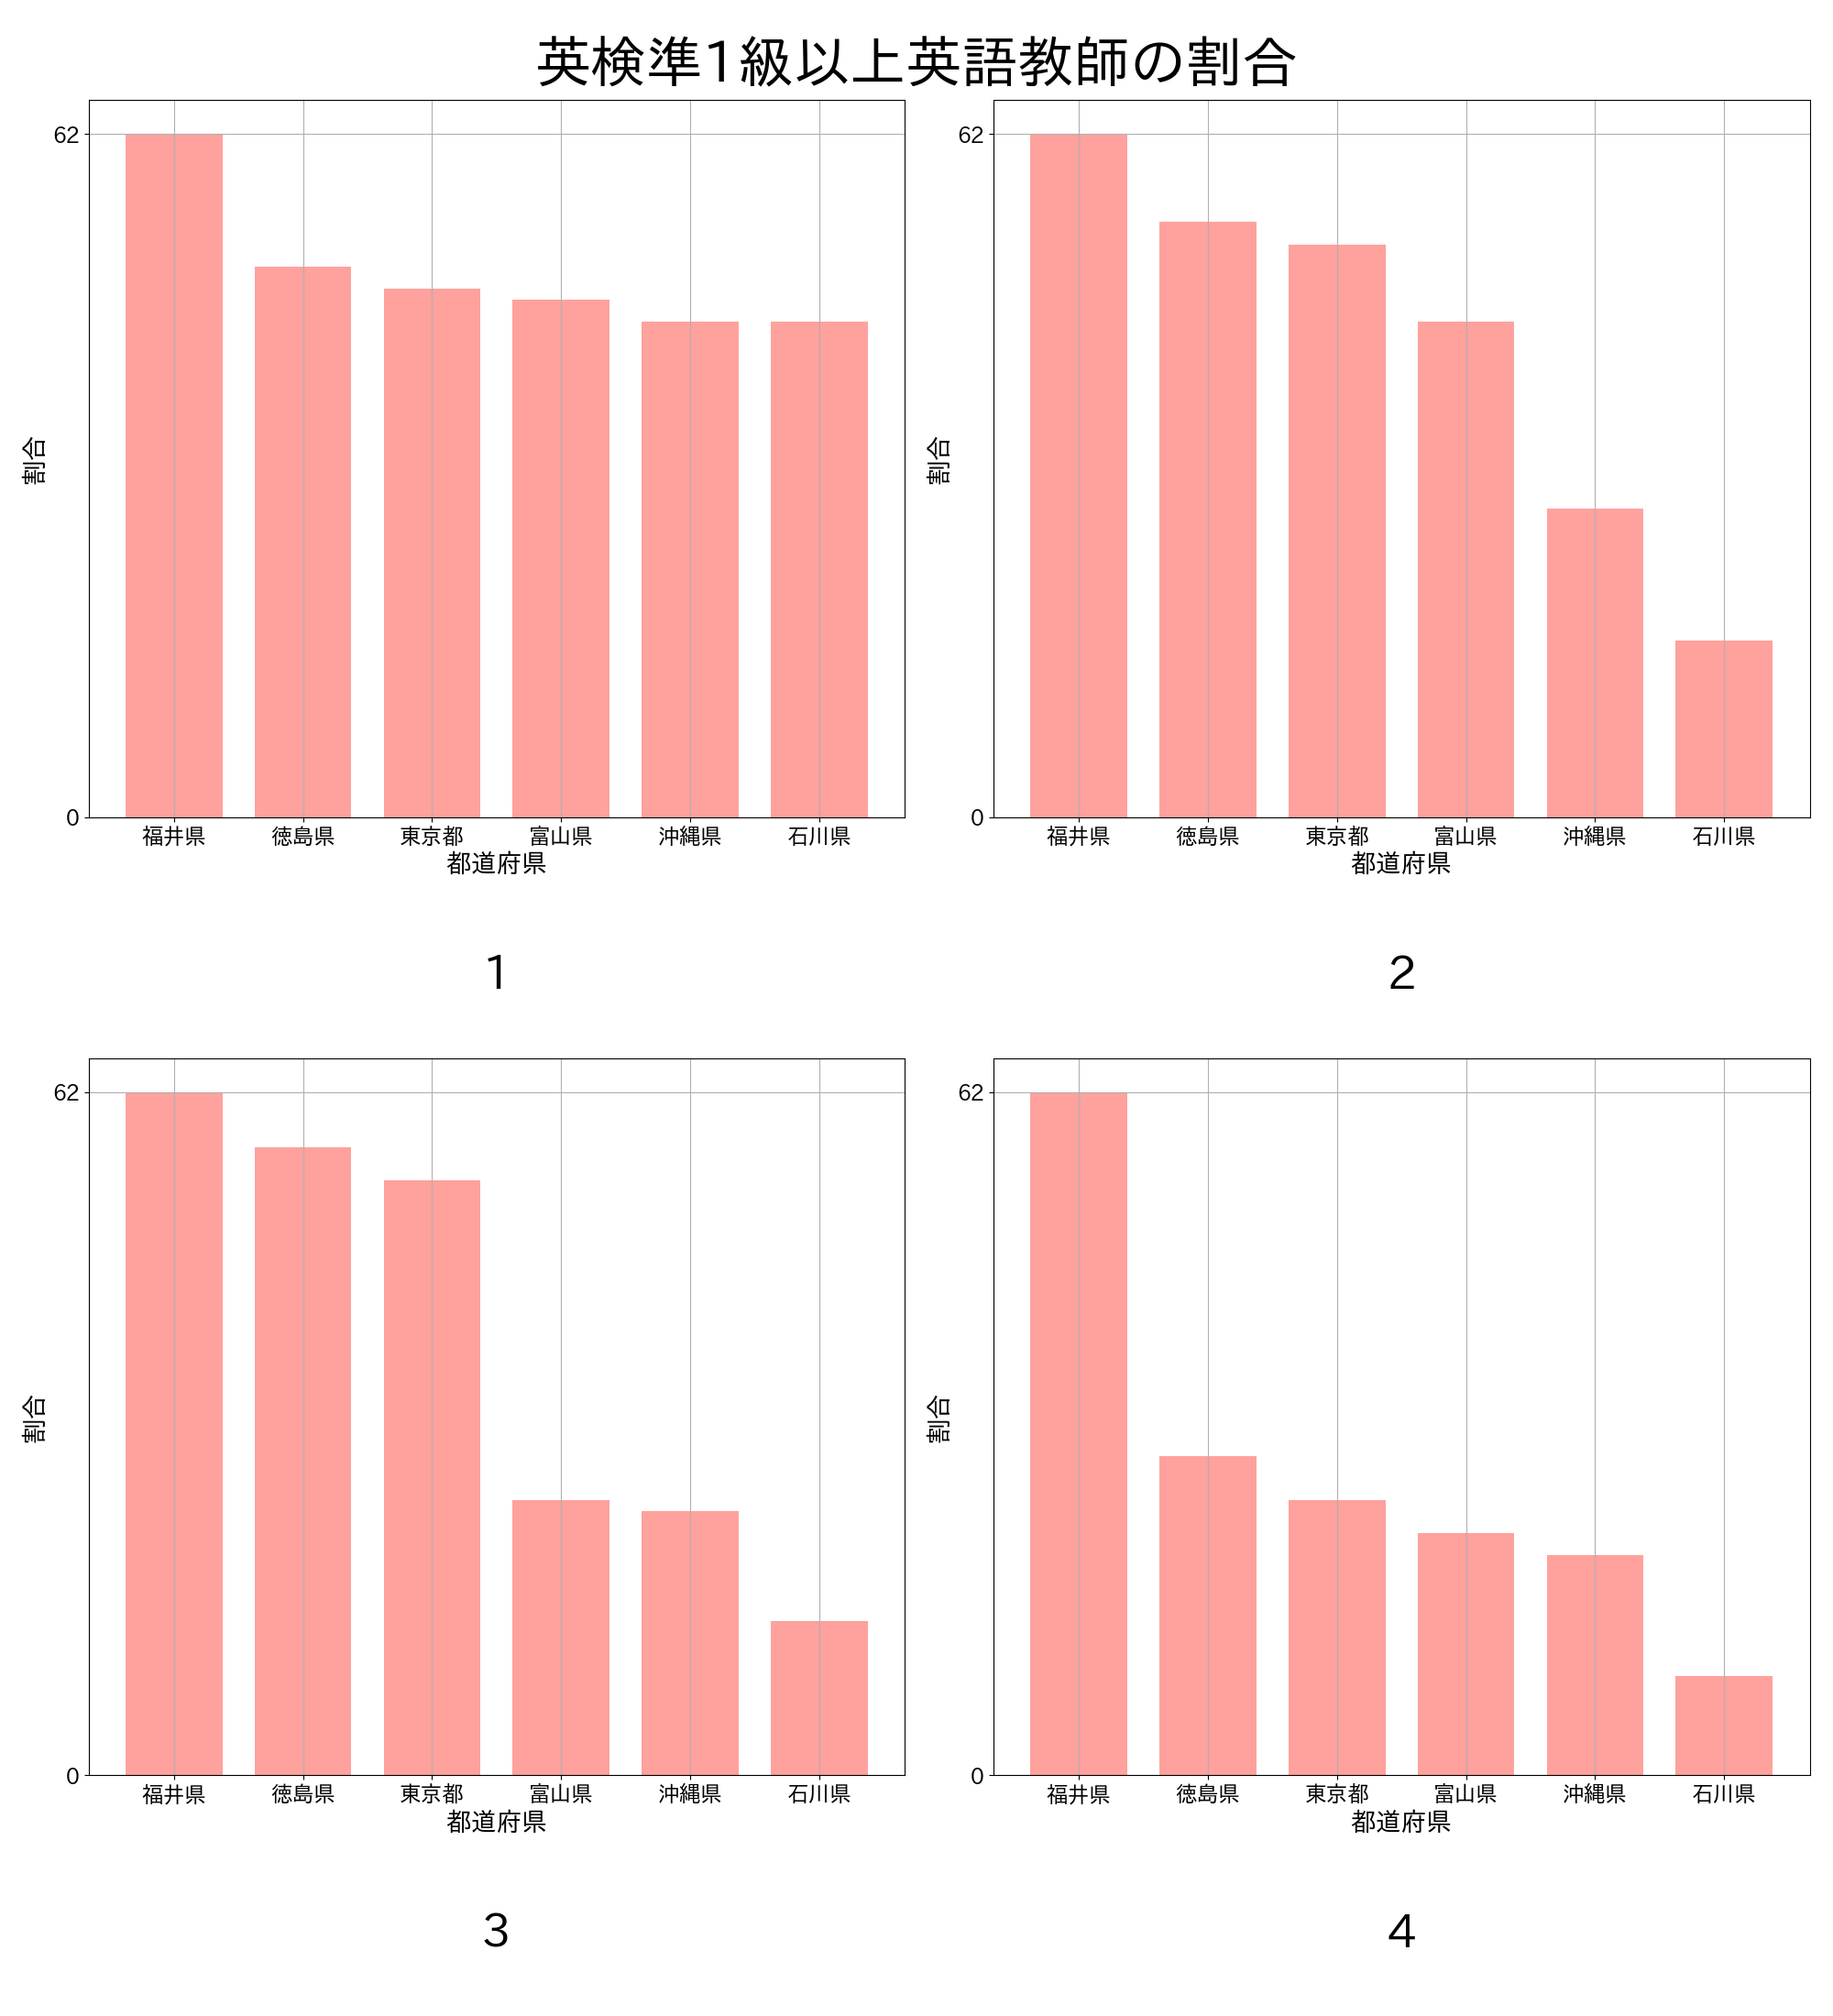 英検準1級以上英語教師の割合
62
0
割合
福井県 徳島県 東京都 富山県 沖縄県 石川県
都道府県
1
62
0
割合
福井県 徳島県 東京都 富山県 沖縄県 石川県
都道府県
2
62
0
割合
福井県 徳島県 東京都 富山県 沖縄県 石川県
都道府県
3
62
0
割合
福井県 徳島県 東京都 富山県 沖縄県 石川県
都道府県
4